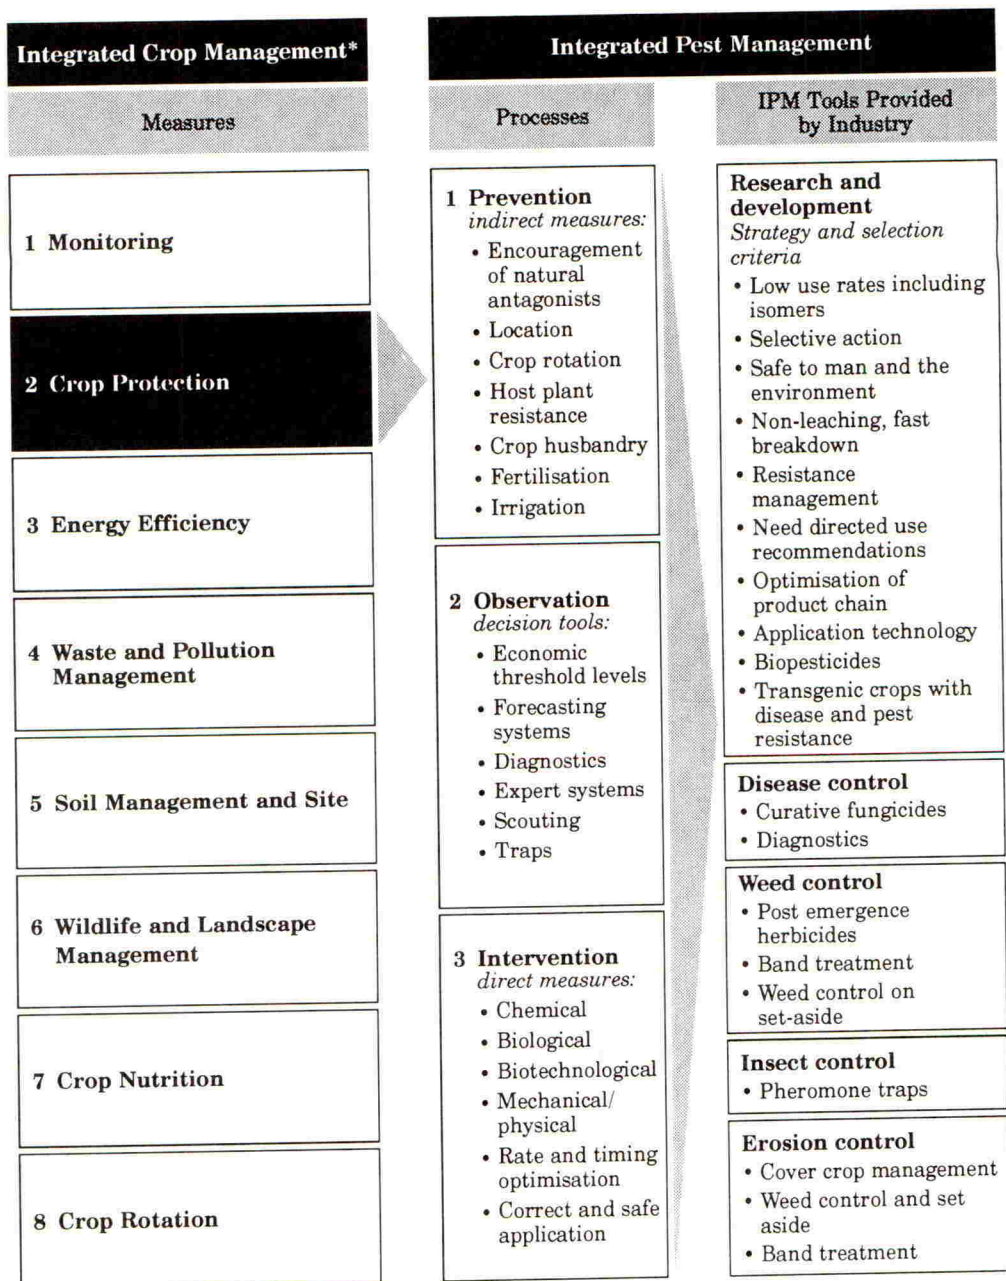 Integrated Crop Management*
Measures
1 Monitoring
2 Crop Protection
3 Energy Efficiency
4 Waste and Pollution
Management
5 Soil Management and Site
6 Wildlife and Landscape
Management
7 Crop Nutrition
8 Crop Rotation
Integrated Pest Management
Processes
1 Prevention
indirect measures:
• Encouragement
of natural
antagonists
• Location
• Crop rotation
• Host plant
resistance
• Crop husbandry
• Fertilisation
• Irrigation
2 Observation
decision tools:
• Economic
threshold levels
• Forecasting
systems
• Diagnostics
• Expert systems
• Scouting
• Traps
3 Intervention
direct measures:
• Chemical
• Biological
• Biotechnological
• Mechanical/
physical
• Rate and timing
optimisation
• Correct and safe
application
IPM Tools Provided
by Industry
Research and
development
Strategy and selection
criteria
• Low use rates including
isomers
• Selective action
• Safe to man and the
environment
• Non-leaching, fast
breakdown
• Resistance
management
• Need directed use
recommendations
• Optimisation of
product chain
• Application technology
• Biopesticides
• Transgenic crops with
disease and pest
resistance
Disease control
• Curative fungicides
• Diagnostics
Weed control
• Post emergence
herbicides
• Band treatment
• Weed control on
set-aside
Insect control
• Pheromone traps
Erosion control
• Cover crop management
• Weed control and set
aside
• Band treatment